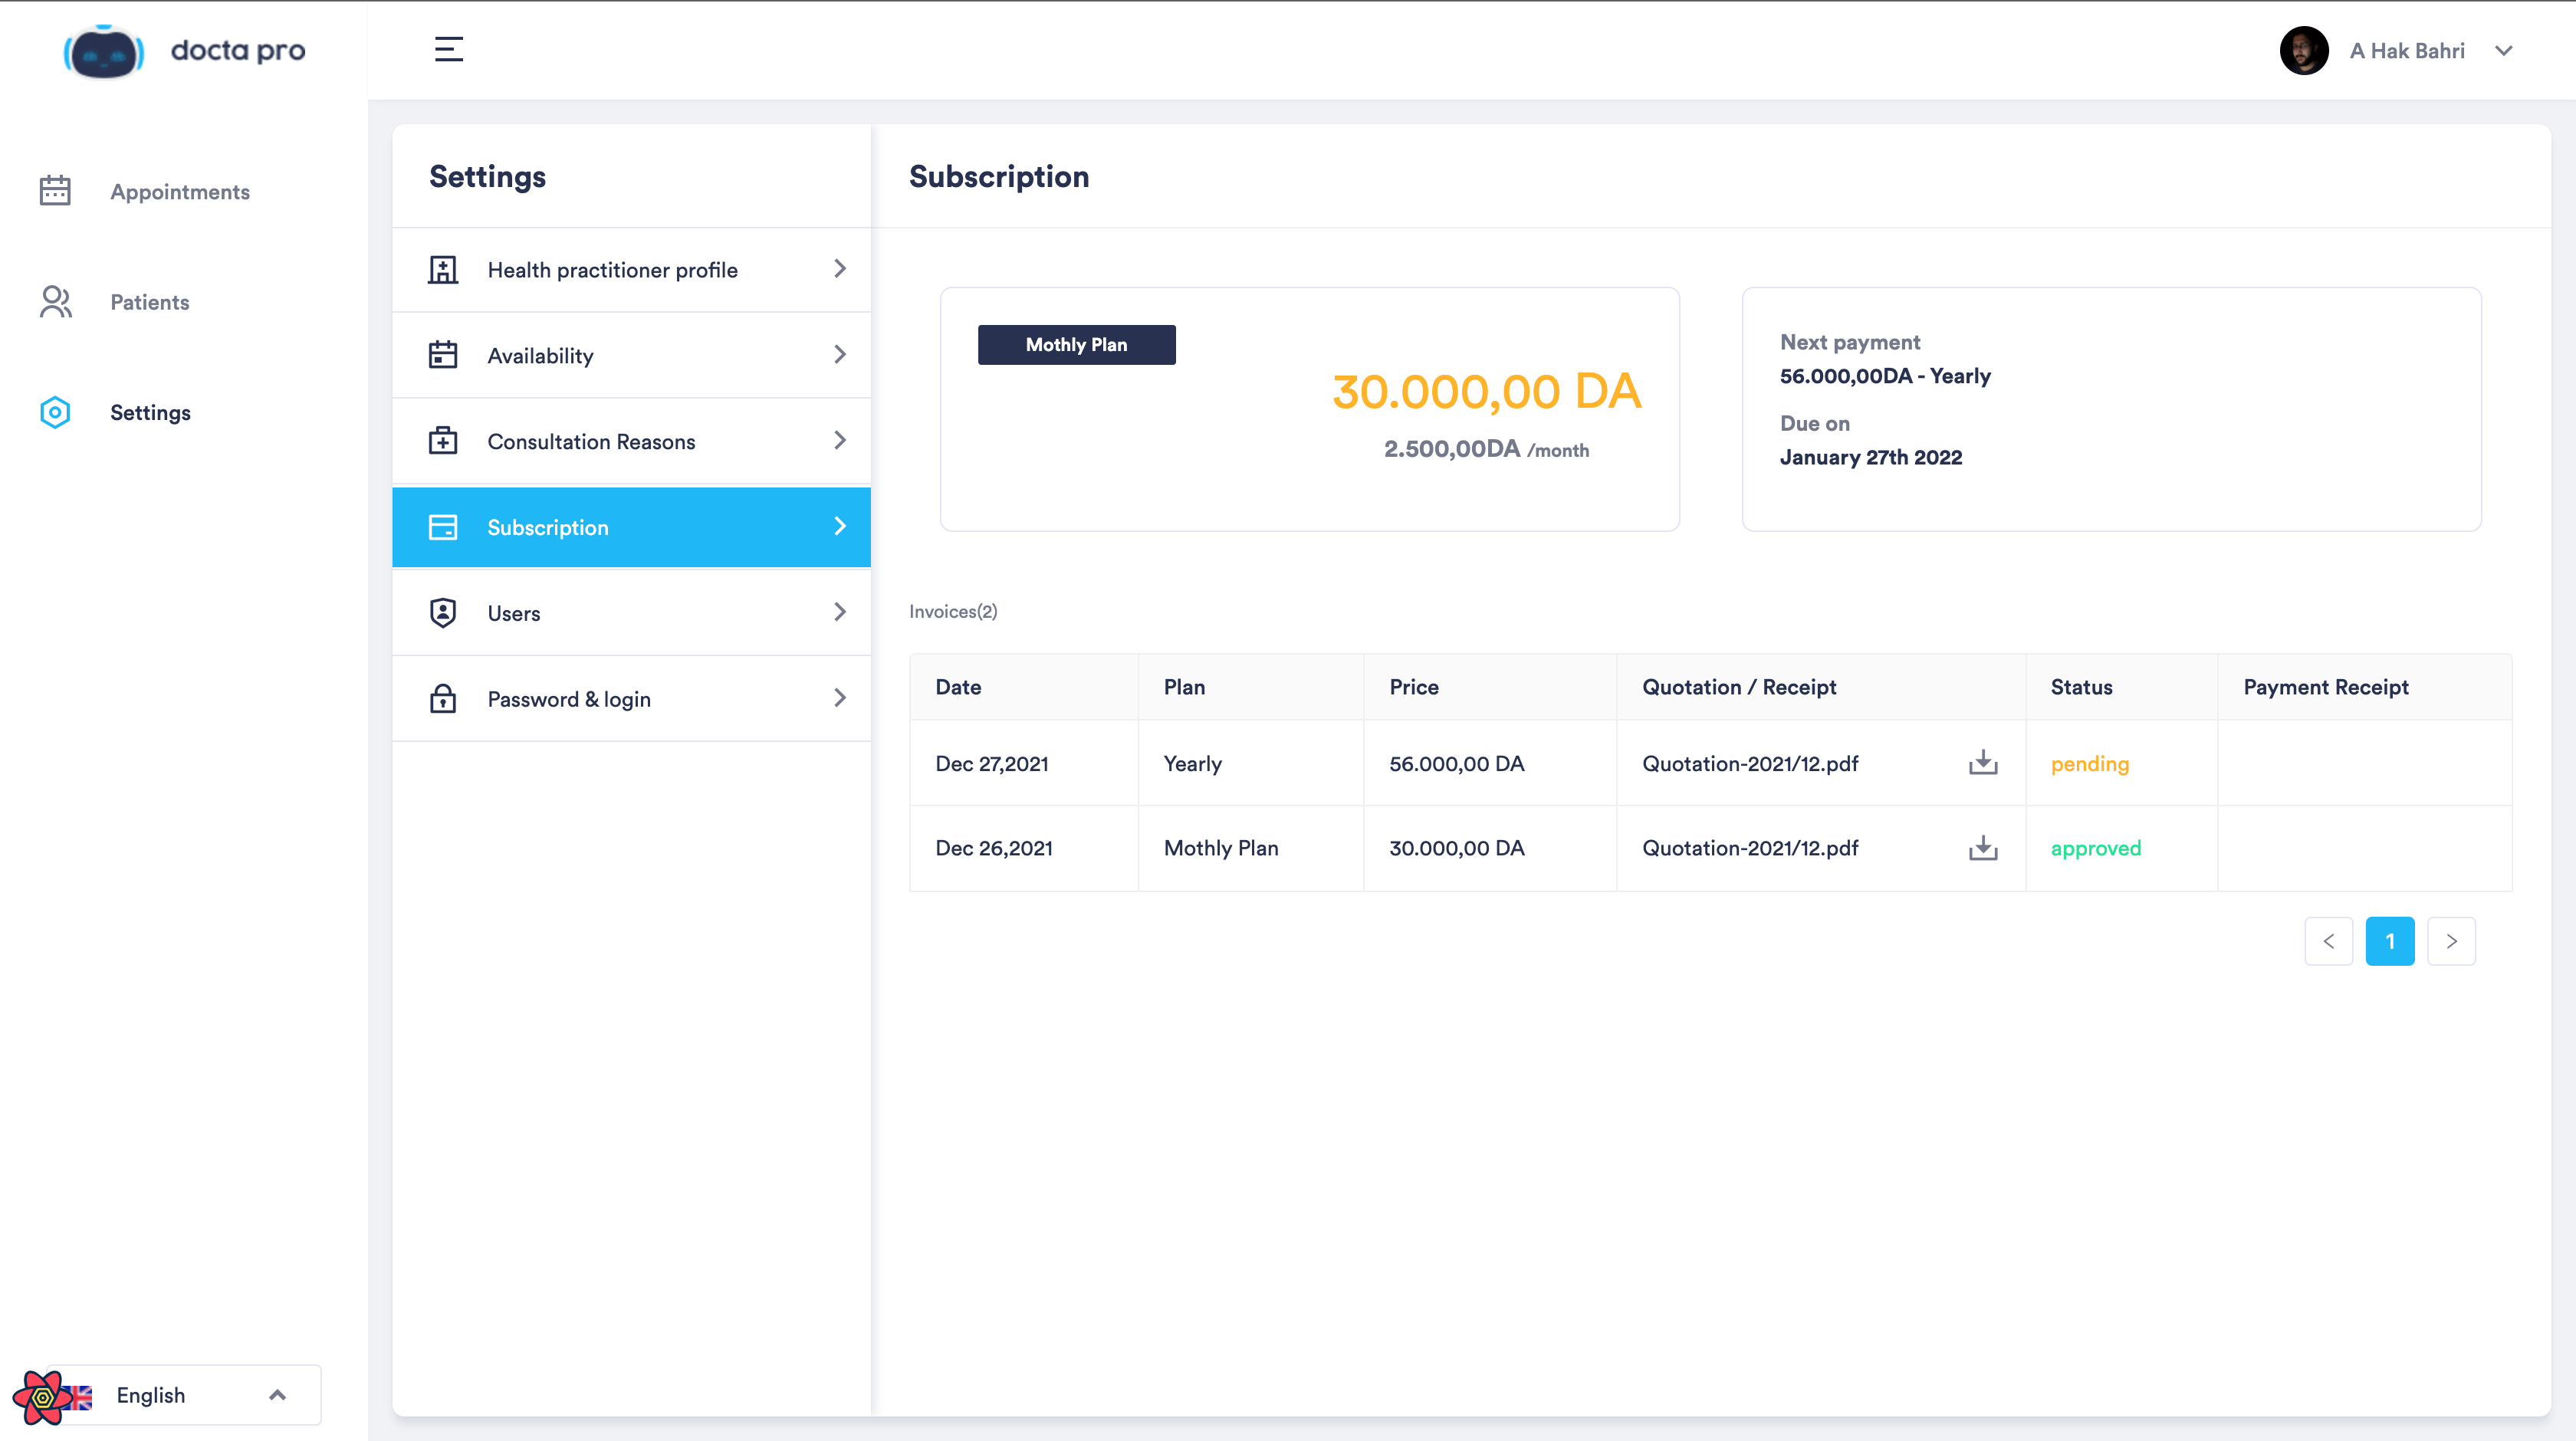 docta pro
A Hak Bahri
Appointments
Patients
Settings
Settings
Health practitioner profile
Availability
Consultation Reasons
Subscription
Users
Password & login
Subscription
Mothly Plan
30.000,00 DA
2.500,00DA /month
Next payment
56.000,00DA - Yearly
Due on
January 27th 2022
Invoices(2)
Date Plan Price Quotation / Receipt Status Payment Receipt
Dec 27,2021 Yearly 56.000,00 DA Quotation-2021/12.pdf pending
Dec 26,2021 Mothly Plan 30.000,00 DA Quotation-2021/12.pdf approved
1
English